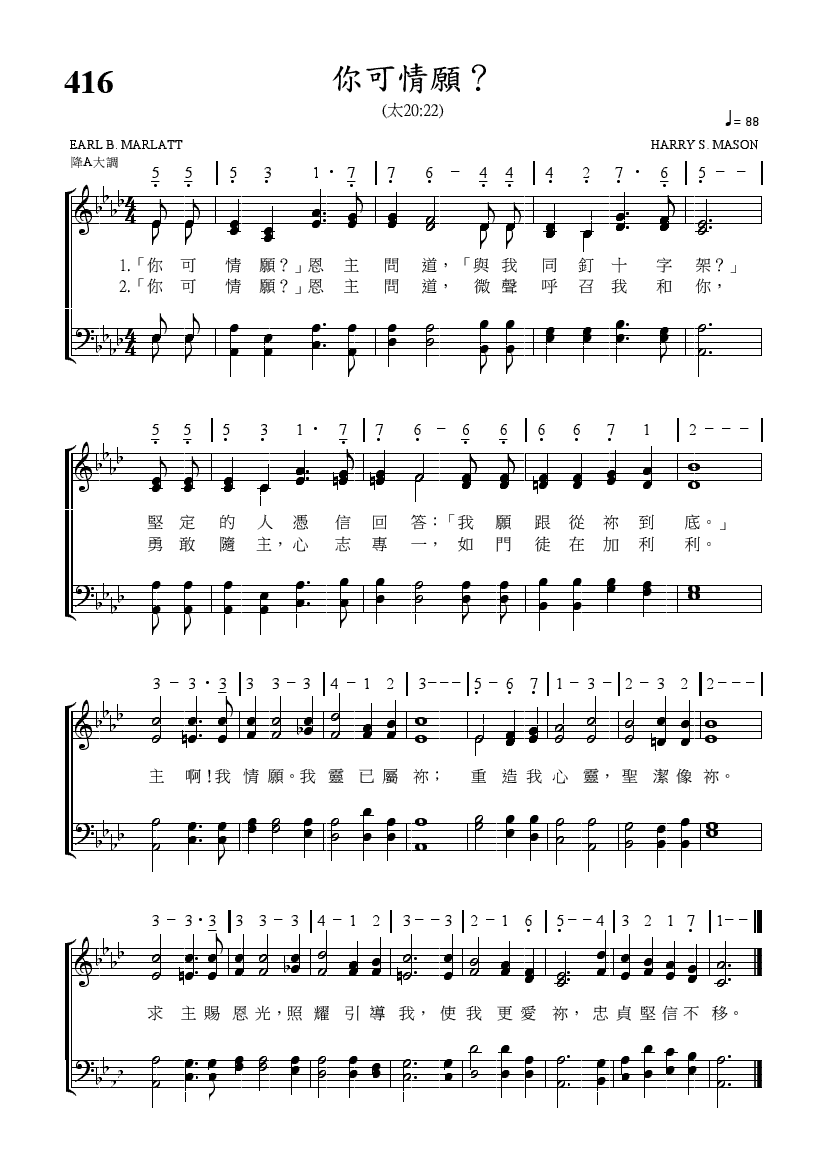 416
你可情願？
(太20:22)
♩= 88
EARL B. MARLATT
HARRY S. MASON
降A大調
5 5 | 5 3 1 · 7 | 7 6 – 4 4 | 4 2 7 · 6 | 5 – –
1.「你可情願？」恩主問道，「與我同釘十字架？」
2.「你可情願？」恩主問道，微聲呼召我和你，
5 5 | 5 3 1 · 7 | 7 6 – 6 6 | 6 6 7 1 | 2 – – –
堅定的人憑信回答：「我願跟從祢到底。」
勇敢隨主，心志專一，如門徒在加利利。
3 – 3 · 3 | 3 3 – 3 | 4 – 1 2 | 3 – – – | 5 – 6 7 | 1 – 3 – | 2 – 3 2 | 2 – – –
主啊！我情願。我靈已屬祢；重造我心靈，聖潔像祢。
3 – 3 · 3 | 3 3 – 3 | 4 – 1 2 | 3 – – 3 | 2 – 1 6 | 5 – – 4 | 3 2 1 7 | 1 – –
求主賜恩光，照耀引導我，使我更愛祢，忠貞堅信不移。